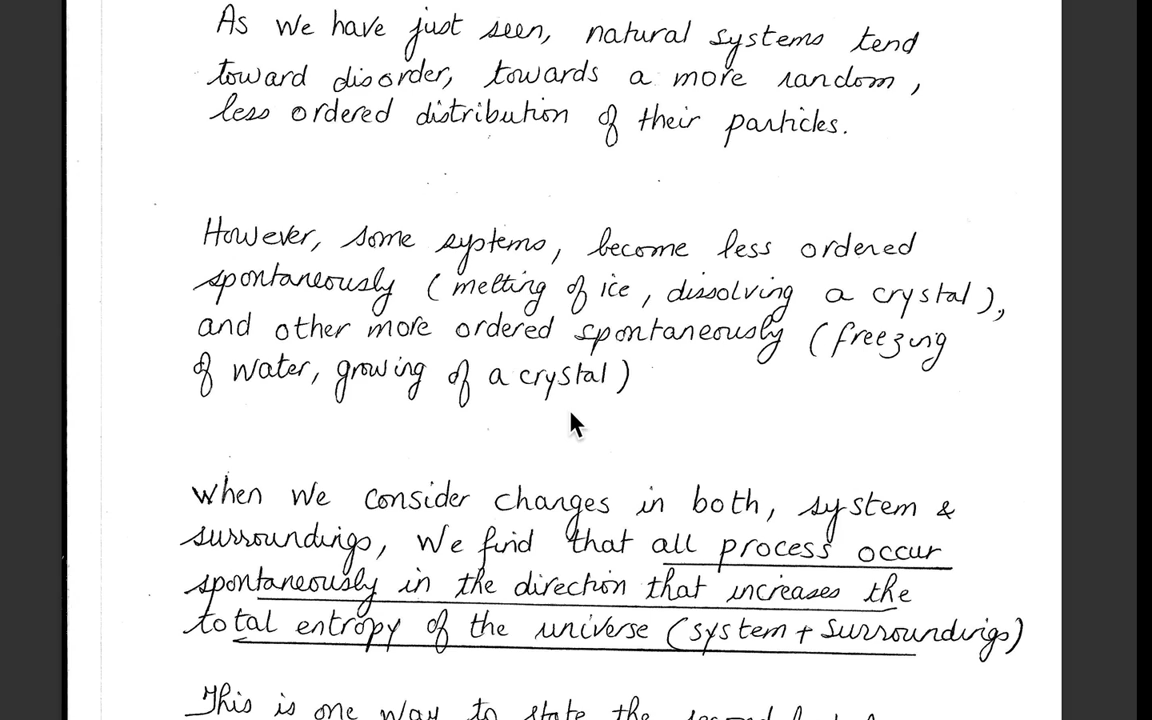 As we have just seen, natural systems tend
toward disorder, towards a more random,
less ordered distribution of their particles.
However, some systems, become less ordered
spontaneously (melting of ice, dissolving a crystal),
and other more ordered spontaneously (freezing
of water, growing of a crystal)
When we consider changes in both, system &
surroundings, we find that all process occur
spontaneously in the direction that increases the
total entropy of the universe (system + surroundings)
This is one way to state the second